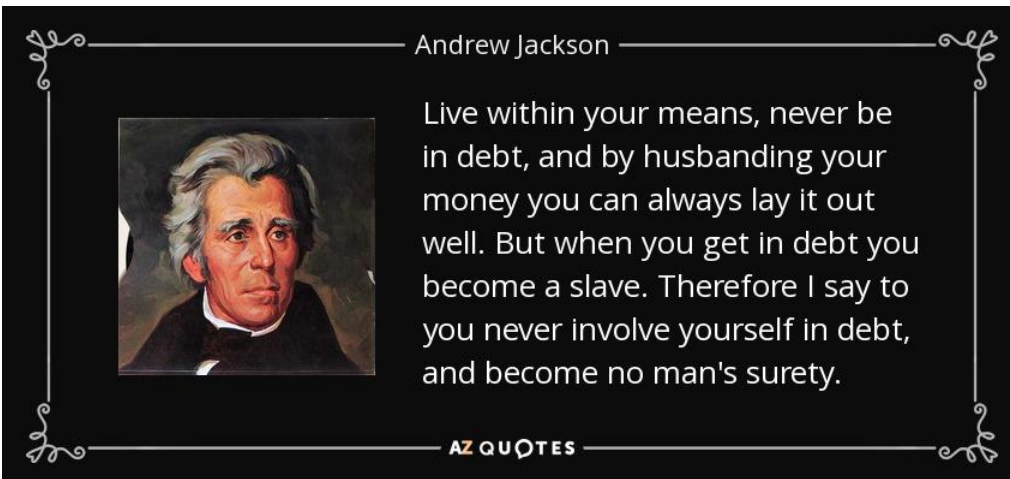 Andrew Jackson
Live within your means, never be
in debt, and by husbanding your
money you can always lay it out
well. But when you get in debt you
become a slave. Therefore I say to
you never involve yourself in debt,
and become no man's surety.
AZ QUOTES